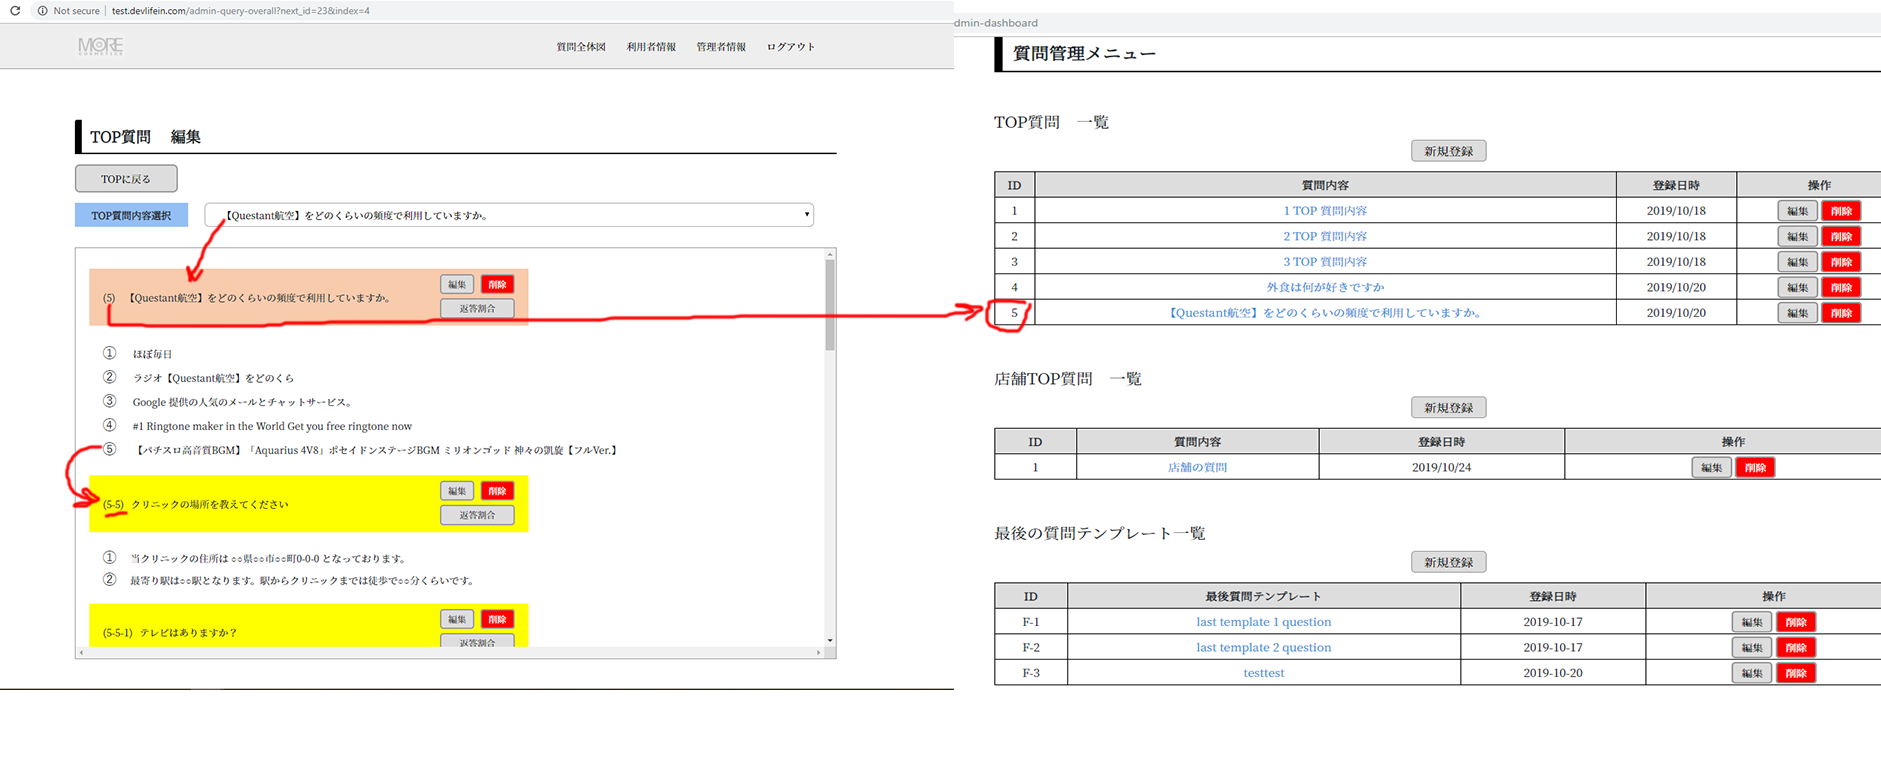 Not secure | test.devlifein.com/admin-query-overall?next_id=23&index=4
MORE
質問全体図 利用者情報 管理者情報 ログアウト
TOP質問 編集
TOPに戻る
TOP質問内容選択 【Questant航空】をどのくらいの頻度で利用していますか。
(5) 【Questant航空】をどのくらいの頻度で利用していますか。 編集 削除
返答割合
① ほぼ毎日
② ラジオ【Questant航空】をどのくら
③ Google 提供の人気のメールとチャットサービス。
④ #1 Ringtone maker in the World Get you free ringtone now
⑤ 【パチスロ高音質BGM】「Aquarius 4V8」ポセイドンステージBGM ミリオンゴッド 神々の凱旋【フルVer.】
(5-5) クリニックの場所を教えてください 編集 削除
返答割合
① 当クリニックの住所は ○○県○○市○○町0-0-0 となっております。
② 最寄り駅は○○駅となります。駅からクリニックまでは徒歩で○○分くらいです。
(5-5-1) テレビはありますか？ 編集 削除
返答割合
dmin-dashboard
質問管理メニュー
TOP質問 一覧
新規登録
ID 質問内容 登録日時 操作
1 1 TOP 質問内容 2019/10/18 編集 削除
2 2 TOP 質問内容 2019/10/18 編集 削除
3 3 TOP 質問内容 2019/10/18 編集 削除
4 外食は何が好きですか 2019/10/20 編集 削除
5 【Questant航空】をどのくらいの頻度で利用していますか。 2019/10/20 編集 削除
店舗TOP質問 一覧
新規登録
ID 質問内容 登録日時 操作
1 店舗の質問 2019/10/24 編集 削除
最後の質問テンプレート一覧
新規登録
ID 最後質問テンプレート 登録日時 操作
F-1 last template 1 question 2019-10-17 編集 削除
F-2 last template 2 question 2019-10-17 編集 削除
F-3 testtest 2019-10-20 編集 削除